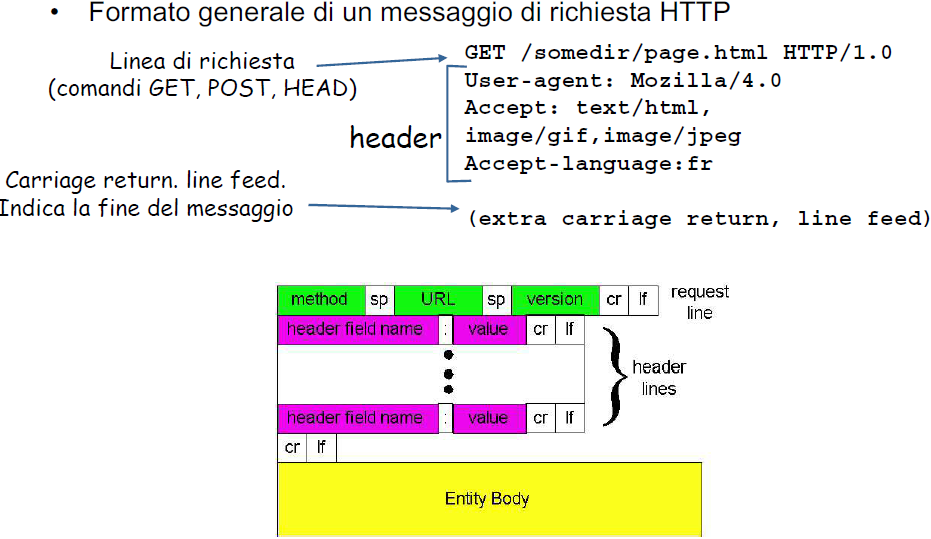 • Formato generale di un messaggio di richiesta HTTP
Linea di richiesta
(comandi GET, POST, HEAD)
GET /somedir/page.html HTTP/1.0
User-agent: Mozilla/4.0
Accept: text/html,
image/gif,image/jpeg
Accept-language:fr
header
Carriage return. line feed.
Indica la fine del messaggio
(extra carriage return, line feed)
method sp URL sp version cr lf
request
line
header field name : value cr lf
header
lines
header field name : value cr lf
cr lf
Entity Body